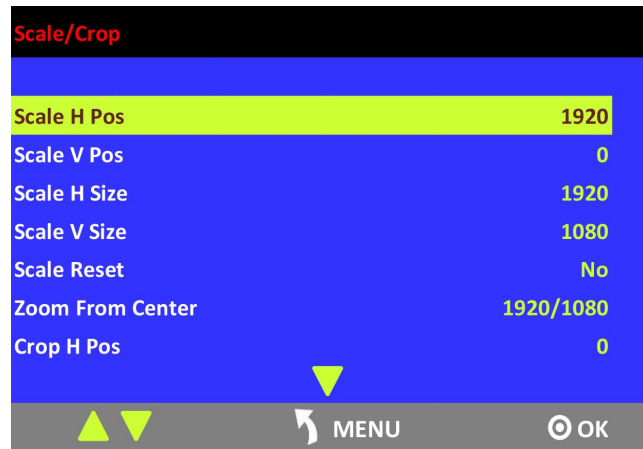 Scale/Crop
Scale H Pos 1920
Scale V Pos 0
Scale H Size 1920
Scale V Size 1080
Scale Reset No
Zoom From Center 1920/1080
Crop H Pos 0
MENU OK